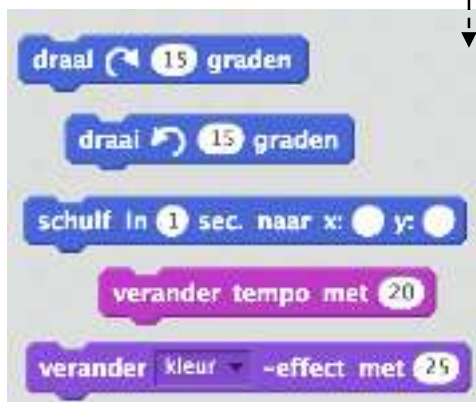 draai 15 graden
draai 15 graden
schuif in 1 sec. naar x: y:
verander tempo met 20
verander kleur -effect met 25